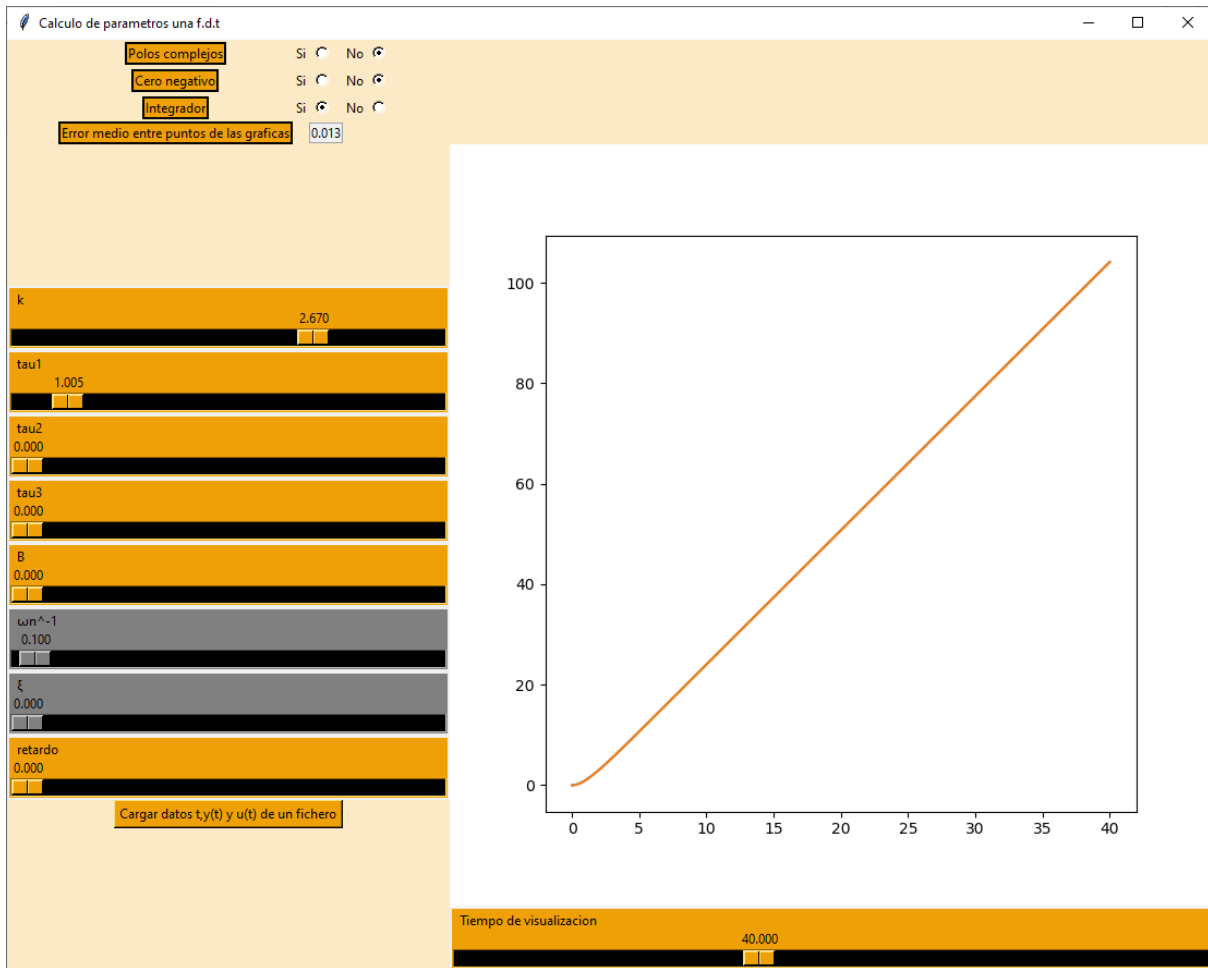 Calculo de parametros una f.d.t
Polos complejos Si No
Cero negativo Si No
Integrador Si No
Error medio entre puntos de las graficas 0.013
k
2.670
tau1
1.005
tau2
0.000
tau3
0.000
B
0.000
ωn^-1
0.100
ξ
0.000
retardo
0.000
Cargar datos t,y(t) y u(t) de un fichero
100
80
60
40
20
0
0 5 10 15 20 25 30 35 40
Tiempo de visualizacion
40.000